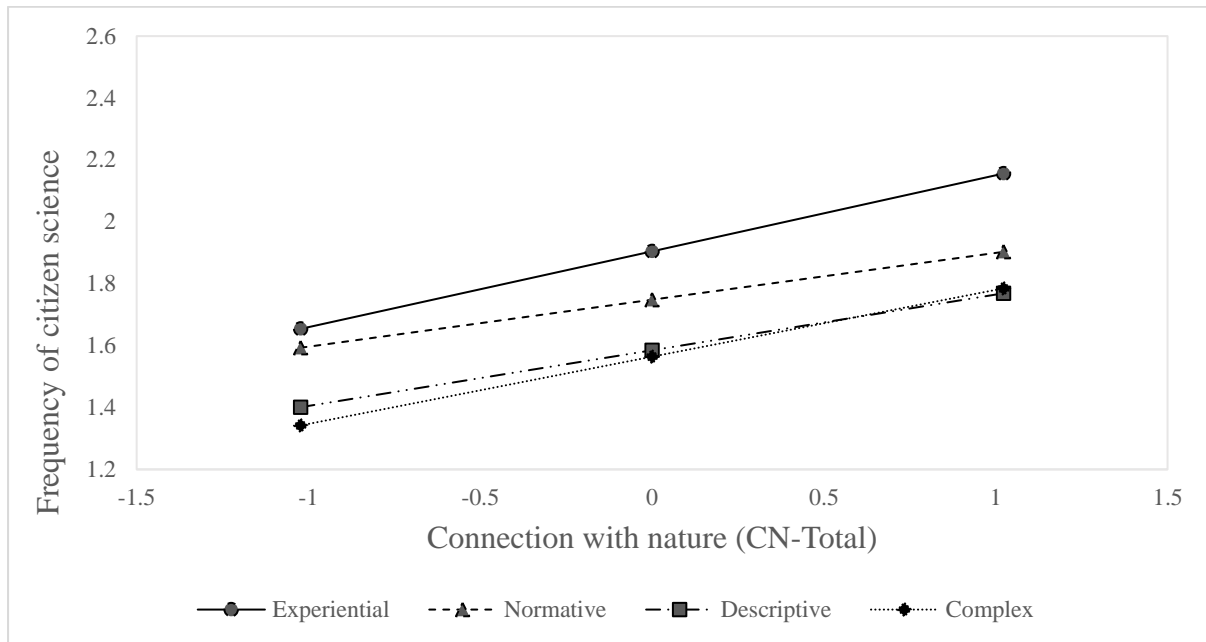 2.6
2.4
2.2
2
1.8
1.6
1.4
1.2
Frequency of citizen science
-1.5 -1 -0.5 0 0.5 1 1.5
Connection with nature (CN-Total)
Experiential Normative Descriptive Complex